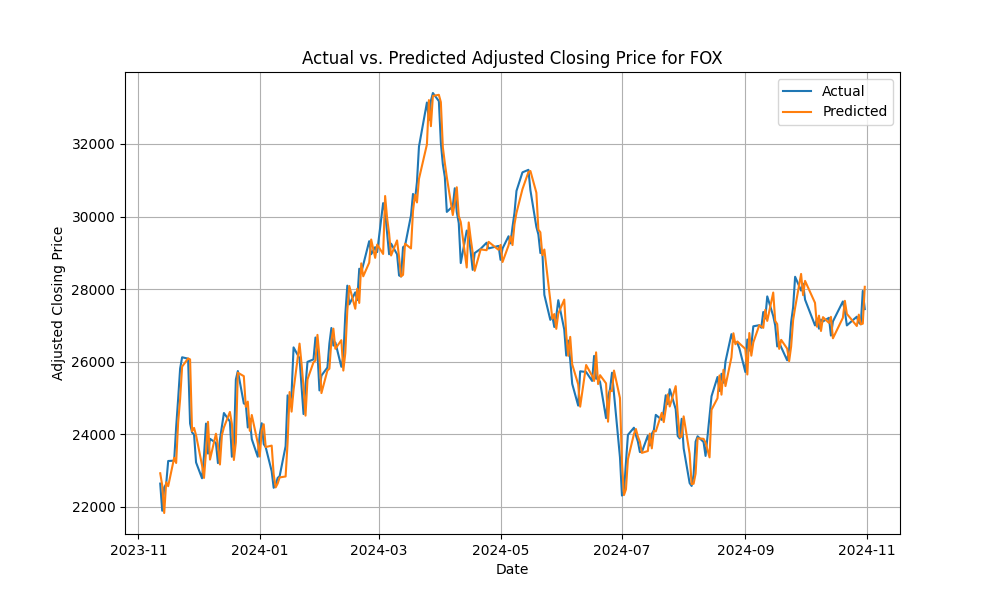 Actual vs. Predicted Adjusted Closing Price for FOX
Actual
Predicted
Adjusted Closing Price
32000
30000
28000
26000
24000
22000
2023-11 2024-01 2024-03 2024-05 2024-07 2024-09 2024-11
Date